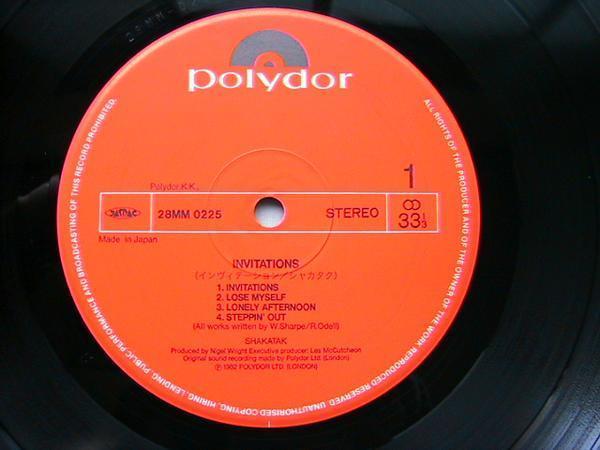 polydor
1
Polydor.K.K.
JASRAC
28MM 0225
STEREO
33 1/3
Made in Japan
INVITATIONS
(インヴィテーション/シャカタク)
1. INVITATIONS
2. LOSE MYSELF
3. LONELY AFTERNOON
4. STEPPIN' OUT
(All works written by W.Sharpe/R.Odell)
SHAKATAK
Produced by Nigel Wright Executive producer: Les McCutcheon
Original sound recording made by Polydor Ltd. (London)
Ⓟ 1982 POLYDOR LTD. (LONDON)
ALL RIGHTS OF THE PRODUCER AND OF THE OWNER OF THE WORK REPRODUCED RESERVED. UNAUTHORISED COPYING, HIRING, LENDING, PUBLIC PERFORMANCE AND BROADCASTING OF THIS RECORD PROHIBITED.